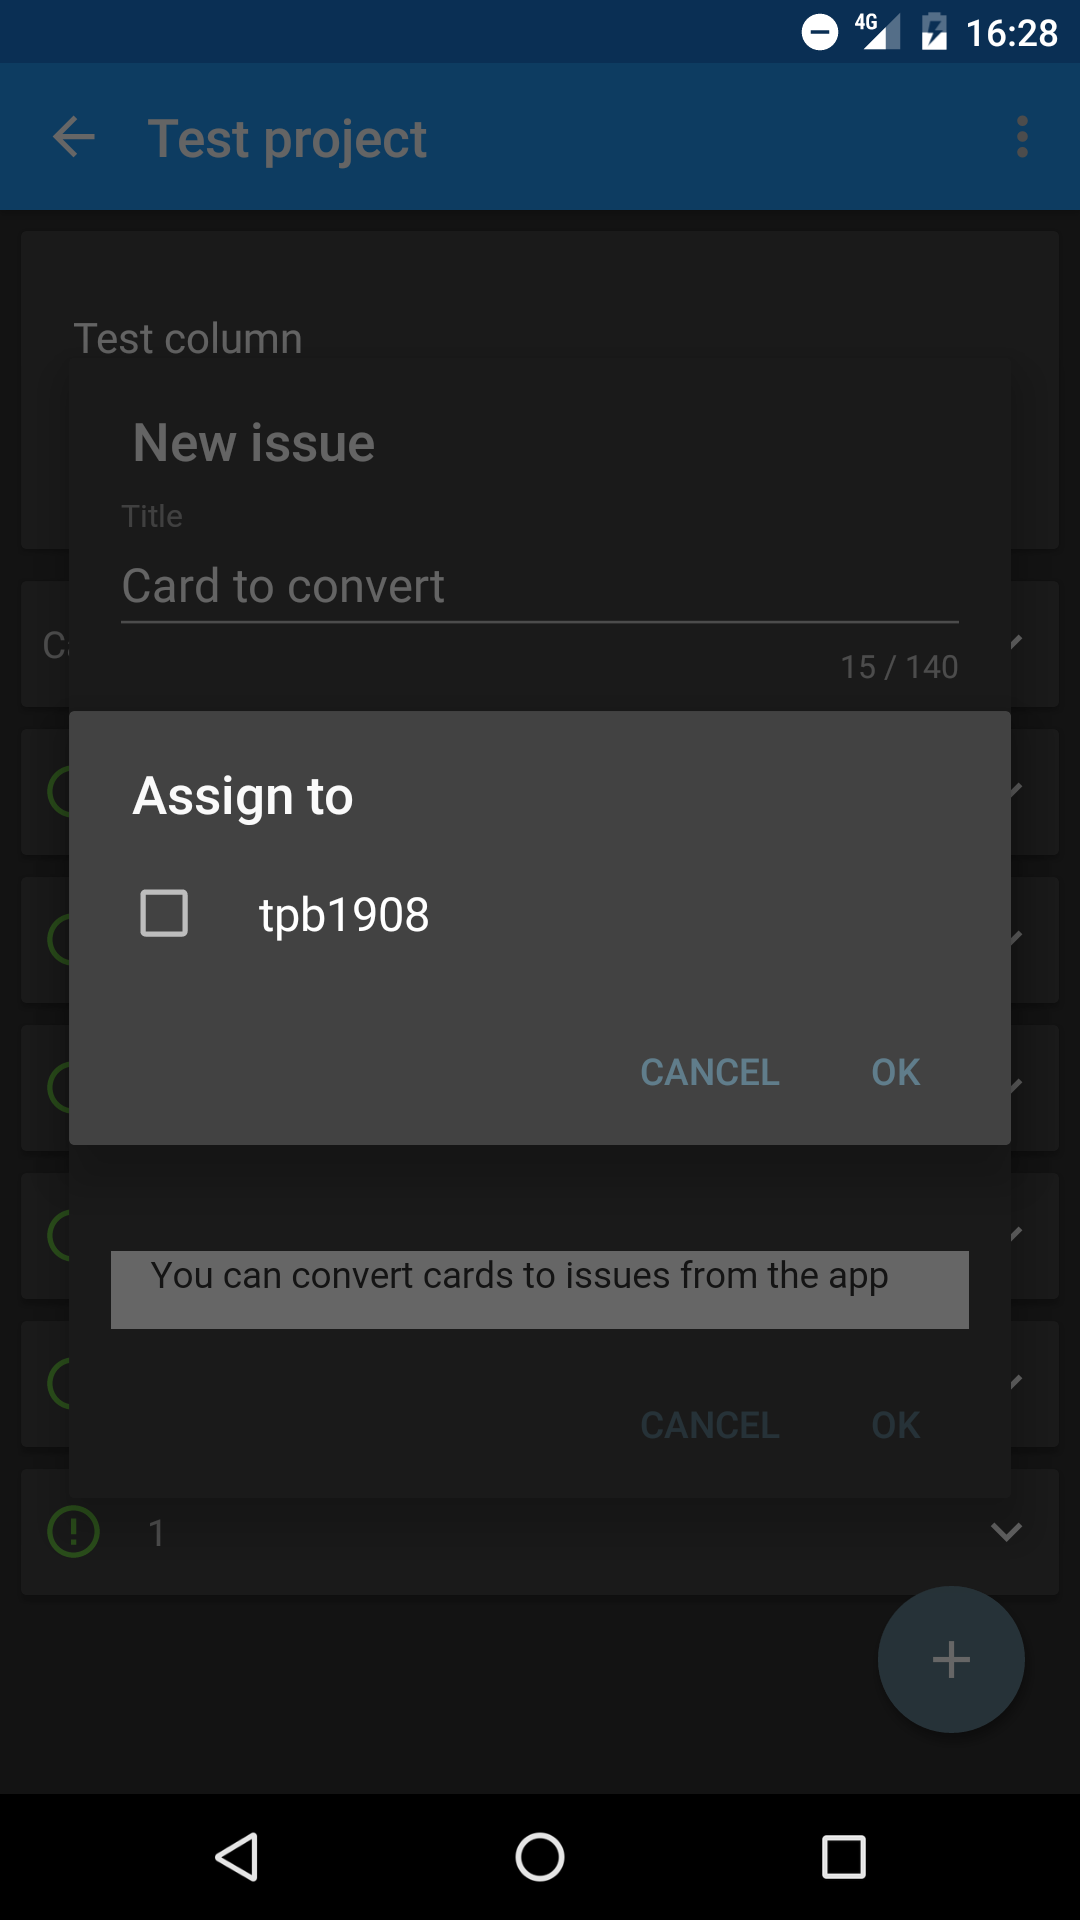 4G 16:28
Test project
Test column
New issue
Title
Card to convert
15 / 140
Assign to
tpb1908
CANCEL OK
You can convert cards to issues from the app
CANCEL OK
1